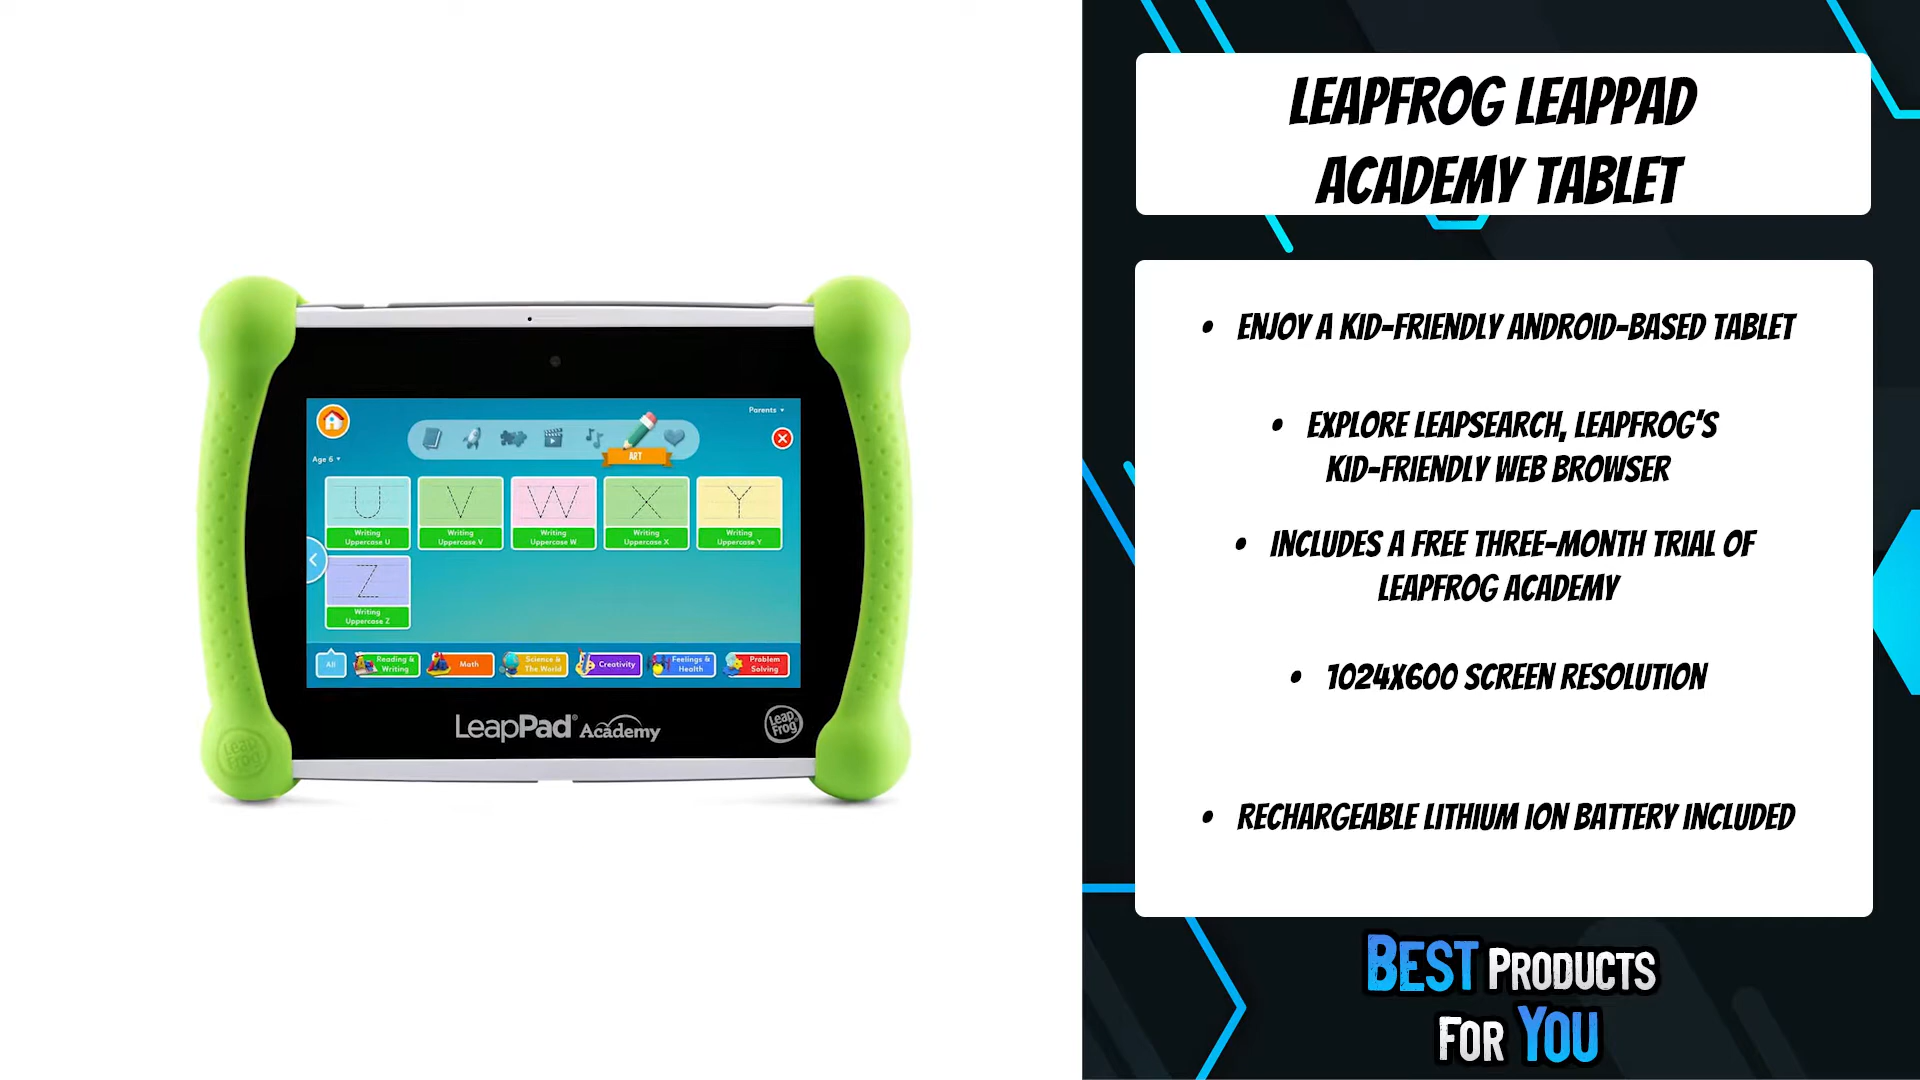 LEAPFROG LEAPPAD
ACADEMY TABLET
• ENJOY A KID-FRIENDLY ANDROID-BASED TABLET
• EXPLORE LEAPSEARCH, LEAPFROG'S
KID-FRIENDLY WEB BROWSER
• INCLUDES A FREE THREE-MONTH TRIAL OF
LEAPFROG ACADEMY
• 1024X600 SCREEN RESOLUTION
• RECHARGEABLE LITHIUM ION BATTERY INCLUDED
BEST PRODUCTS
FOR YOU
Parents
Age 6
ART
U
V
W
X
Y
Writing
Uppercase U
Writing
Uppercase V
Writing
Uppercase W
Writing
Uppercase X
Writing
Uppercase Y
Z
Writing
Uppercase Z
All
Reading &
Writing
Math
Science &
The World
Creativity
Feelings &
Health
Problem
Solving
LeapPad® Academy
Leap
Frog
Leap
Frog